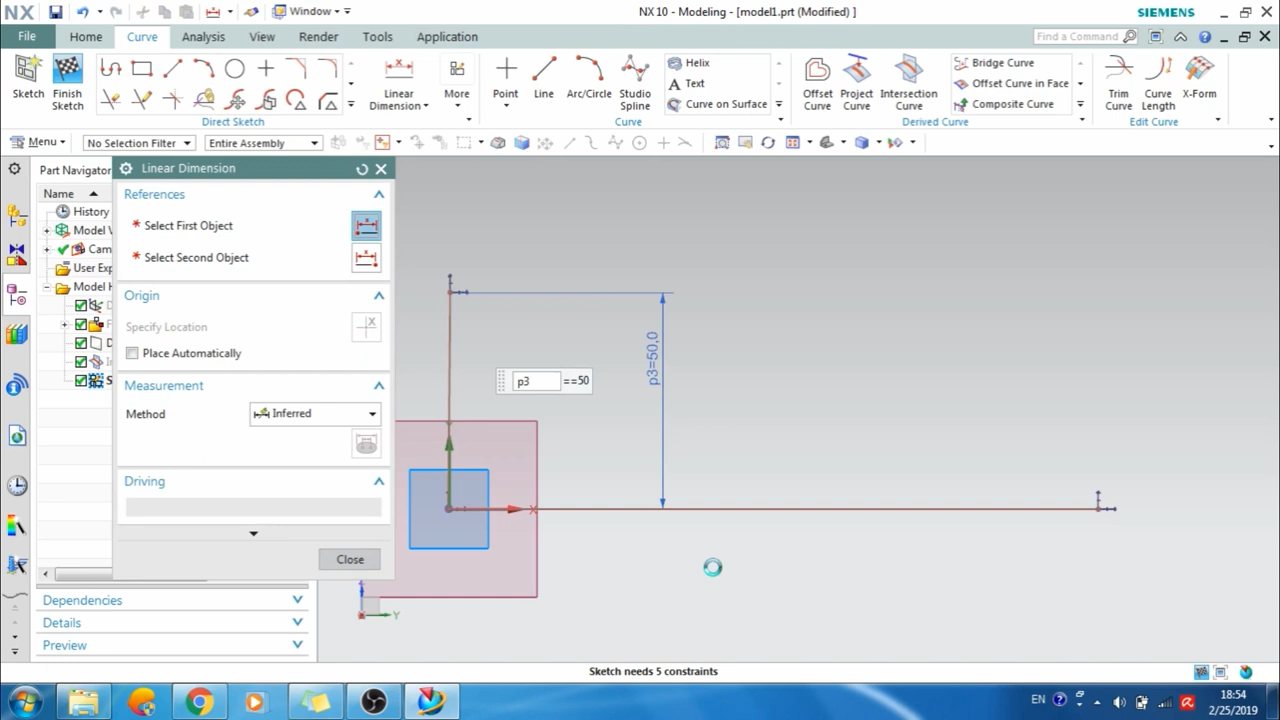 NX
Window
NX 10 - Modeling - [model1.prt (Modified) ]
SIEMENS
File
Home
Curve
Analysis
View
Render
Tools
Application
Find a Command
Sketch
Finish Sketch
Linear Dimension
More
Direct Sketch
Point
Line
Arc/Circle
Studio Spline
Helix
Text
Curve on Surface
Curve
Offset Curve
Project Curve
Intersection Curve
Bridge Curve
Offset Curve in Face
Composite Curve
Derived Curve
Trim Curve
Curve Length
X-Form
Edit Curve
Menu
No Selection Filter
Entire Assembly
Part Navigator
Name
History
Model V
Cam
User Exp
Model H
Linear Dimension
References
* Select First Object
* Select Second Object
Origin
Specify Location
Place Automatically
Measurement
Method
Inferred
Driving
Close
p3
==50
p3=50,0
X
Y
Dependencies
Details
Preview
Sketch needs 5 constraints
EN
18:54
2/25/2019